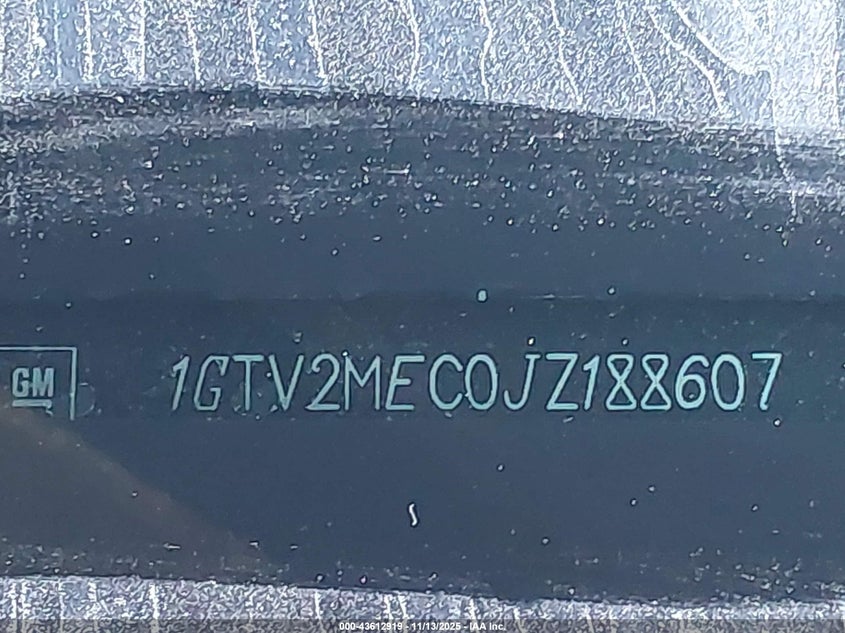 GM
1GTV2MEC0JZ188607
000-43612919 - 11/13/2025 - IAA Inc.